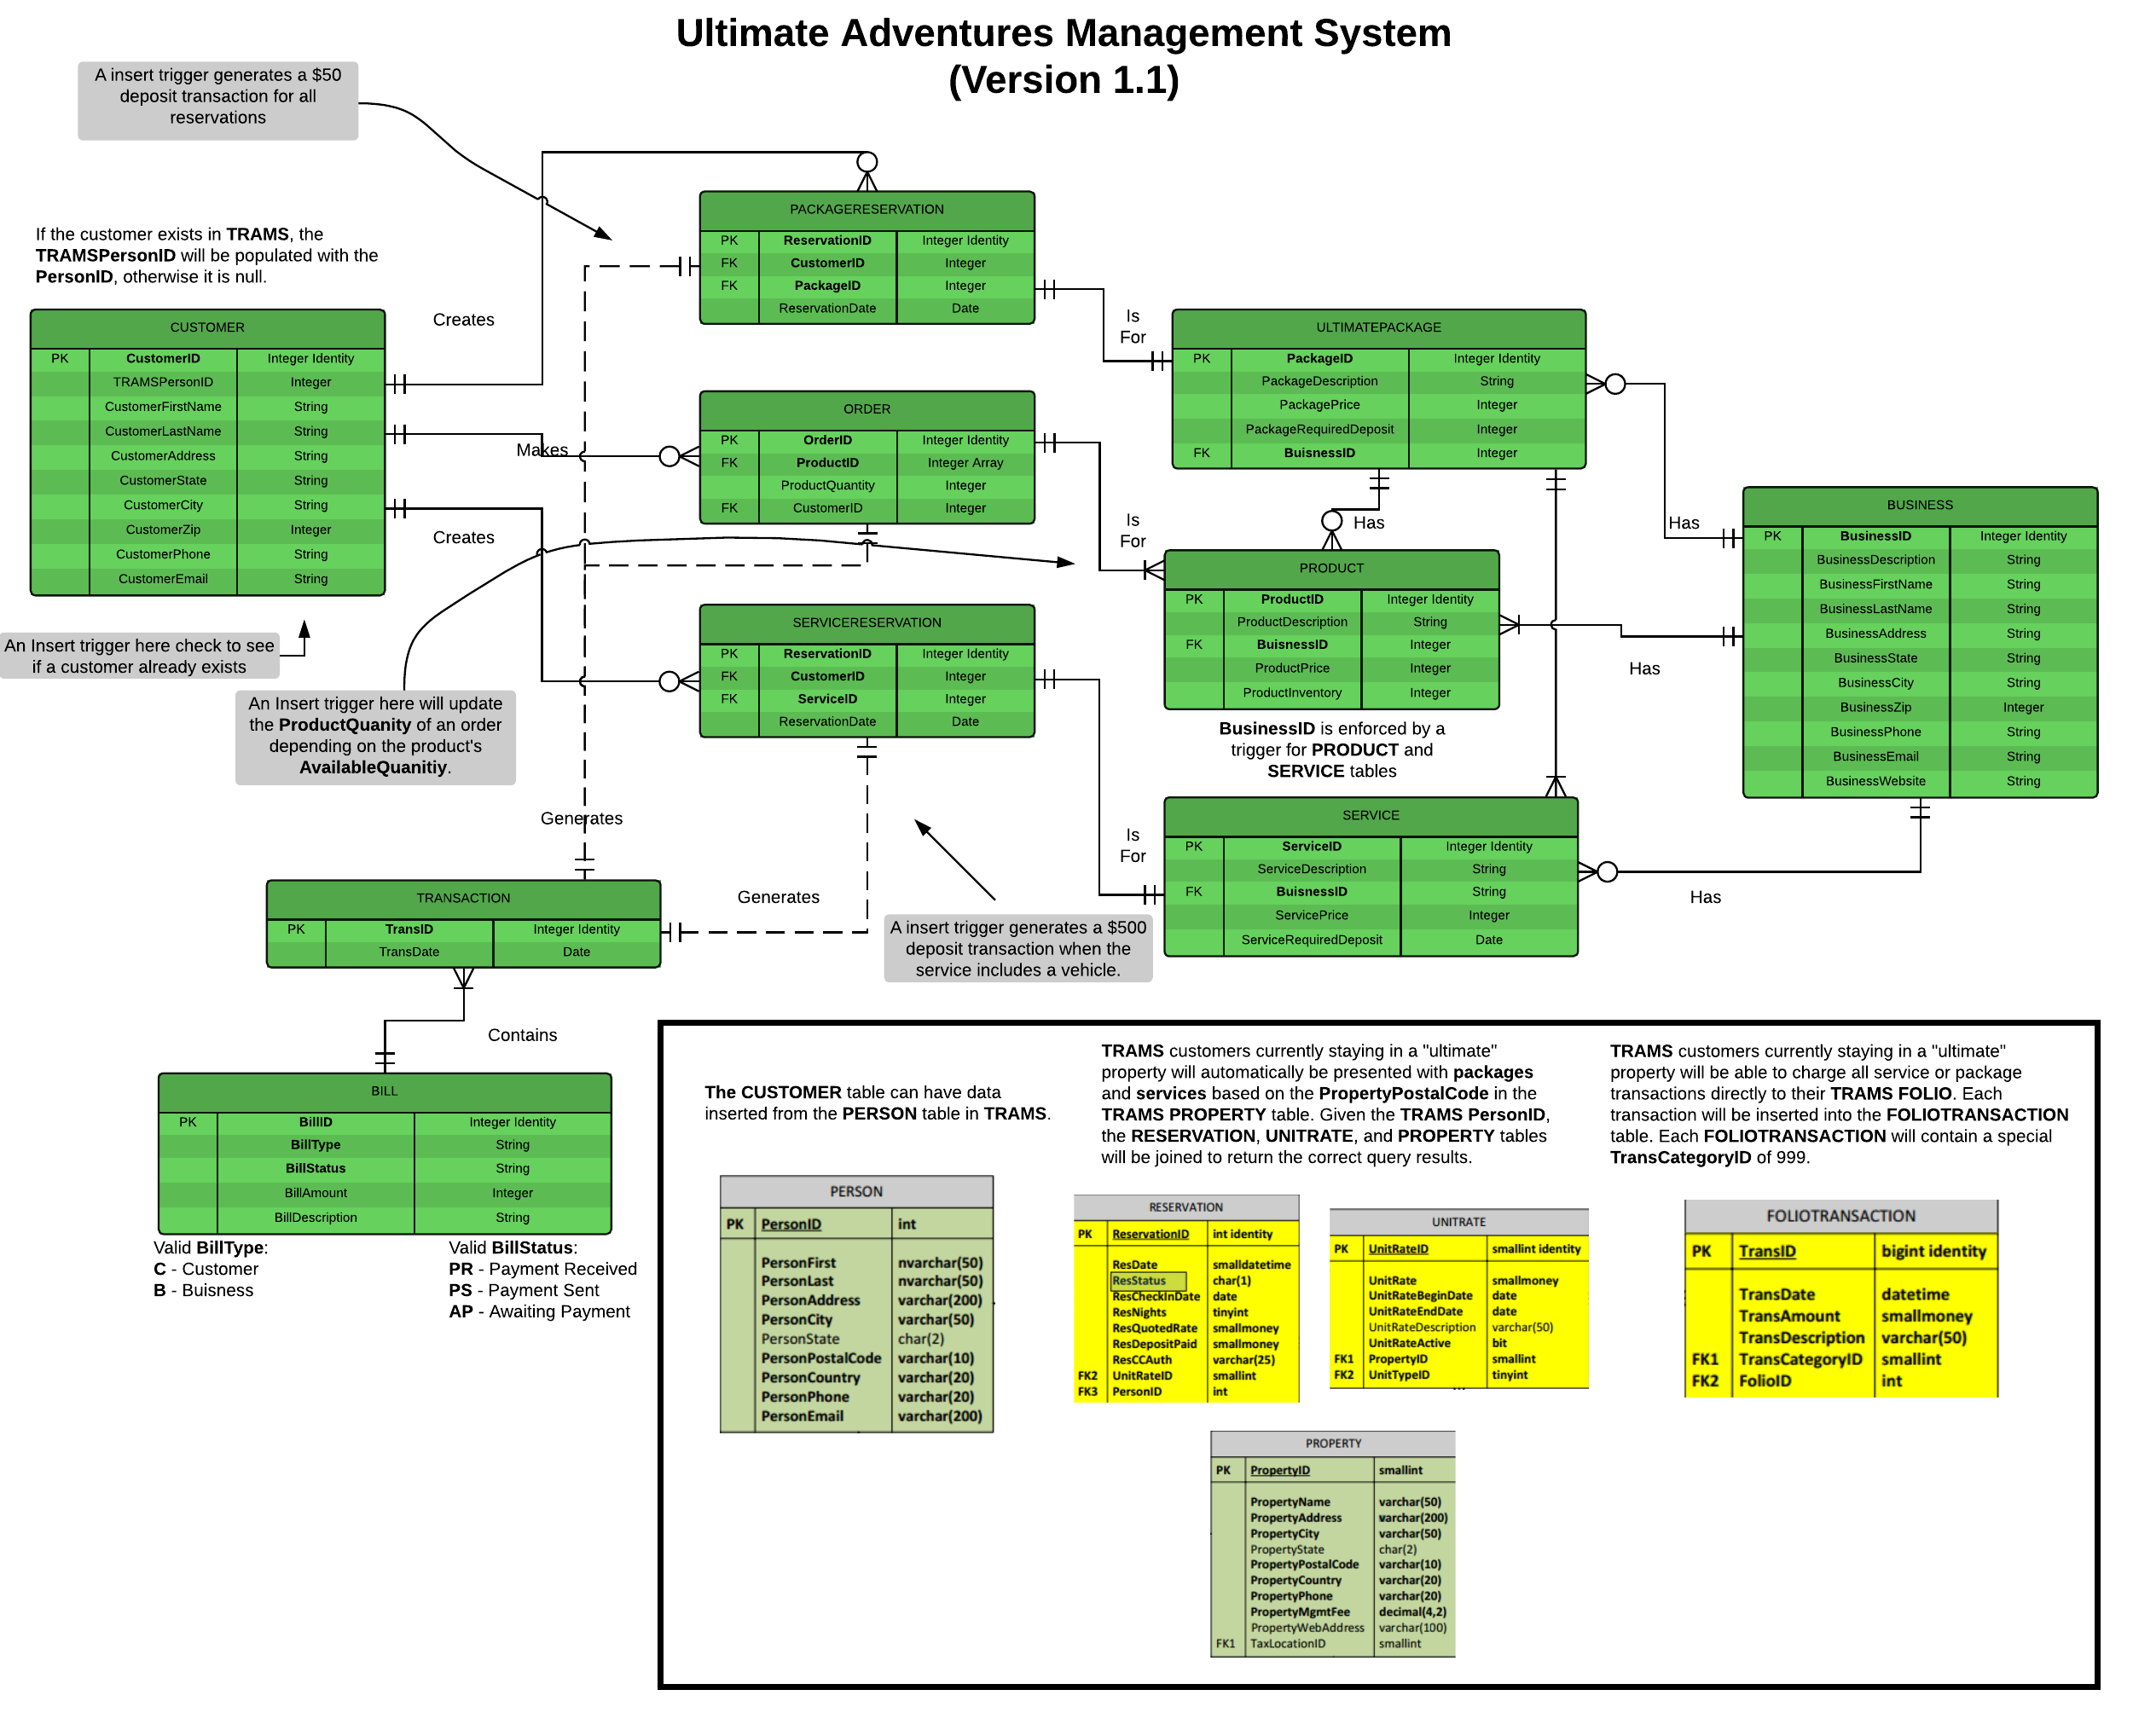 Ultimate Adventures Management System
(Version 1.1)
A insert trigger generates a $50
deposit transaction for all
reservations
If the customer exists in TRAMS, the
TRAMSPersonID will be populated with the
PersonID, otherwise it is null.
CUSTOMER
PK CustomerID Integer Identity
TRAMSPersonID Integer
CustomerFirstName String
CustomerLastName String
CustomerAddress String
CustomerState String
CustomerCity String
CustomerZip Integer
CustomerPhone String
CustomerEmail String
An Insert trigger here check to see
if a customer already exists
An Insert trigger here will update
the ProductQuanity of an order
depending on the product's
AvailableQuanitiy.
Creates
Makes
Creates
PACKAGERESERVATION
PK ReservationID Integer Identity
FK CustomerID Integer
FK PackageID Integer
ReservationDate Date
ORDER
PK OrderID Integer Identity
FK ProductID Integer Array
ProductQuantity Integer
FK CustomerID Integer
SERVICERESERVATION
PK ReservationID Integer Identity
FK CustomerID Integer
FK ServiceID Integer
ReservationDate Date
Is
For
Is
For
Is
For
ULTIMATEPACKAGE
PK PackageID Integer Identity
PackageDescription String
PackagePrice Integer
PackageRequiredDeposit Integer
FK BuisnessID Integer
Has
Has
PRODUCT
PK ProductID Integer Identity
ProductDescription String
FK BuisnessID Integer
ProductPrice Integer
ProductInventory Integer
Has
BusinessID is enforced by a
trigger for PRODUCT and
SERVICE tables
BUSINESS
PK BusinessID Integer Identity
BusinessDescription String
BusinessFirstName String
BusinessLastName String
BusinessAddress String
BusinessState String
BusinessCity String
BusinessZip Integer
BusinessPhone String
BusinessEmail String
BusinessWebsite String
SERVICE
PK ServiceID Integer Identity
ServiceDescription String
FK BuisnessID String
ServicePrice Integer
ServiceRequiredDeposit Date
Has
Generates
Generates
A insert trigger generates a $500
deposit transaction when the
service includes a vehicle.
TRANSACTION
PK TransID Integer Identity
TransDate Date
Contains
BILL
PK BillID Integer Identity
BillType String
BillStatus String
BillAmount Integer
BillDescription String
Valid BillType:
C - Customer
B - Buisness
Valid BillStatus:
PR - Payment Received
PS - Payment Sent
AP - Awaiting Payment
The CUSTOMER table can have data
inserted from the PERSON table in TRAMS.
TRAMS customers currently staying in a "ultimate"
property will automatically be presented with packages
and services based on the PropertyPostalCode in the
TRAMS PROPERTY table. Given the TRAMS PersonID,
the RESERVATION, UNITRATE, and PROPERTY tables
will be joined to return the correct query results.
TRAMS customers currently staying in a "ultimate"
property will be able to charge all service or package
transactions directly to their TRAMS FOLIO. Each
transaction will be inserted into the FOLIOTRANSACTION
table. Each FOLIOTRANSACTION will contain a special
TransCategoryID of 999.
PERSON
PK PersonID int
PersonFirst nvarchar(50)
PersonLast nvarchar(50)
PersonAddress varchar(200)
PersonCity varchar(50)
PersonState char(2)
PersonPostalCode varchar(10)
PersonCountry varchar(20)
PersonPhone varchar(20)
PersonEmail varchar(200)
RESERVATION
PK ReservationID int identity
ResDate smalldatetime
ResStatus char(1)
ResCheckInDate date
ResNights tinyint
ResQuotedRate smallmoney
ResDepositPaid smallmoney
ResCCAuth varchar(25)
FK2 UnitRateID smallint
FK3 PersonID int
UNITRATE
PK UnitRateID smallint identity
UnitRate smallmoney
UnitRateBeginDate date
UnitRateEndDate date
UnitRateDescription varchar(50)
UnitRateActive bit
FK1 PropertyID smallint
FK2 UnitTypeID tinyint
FOLIOTRANSACTION
PK TransID bigint identity
TransDate datetime
TransAmount smallmoney
TransDescription varchar(50)
FK1 TransCategoryID smallint
FK2 FolioID int
PROPERTY
PK PropertyID smallint
PropertyName varchar(50)
PropertyAddress varchar(200)
PropertyCity varchar(50)
PropertyState char(2)
PropertyPostalCode varchar(10)
PropertyCountry varchar(20)
PropertyPhone varchar(20)
PropertyMgmtFee decimal(4,2)
PropertyWebAddress varchar(100)
FK1 TaxLocationID smallint